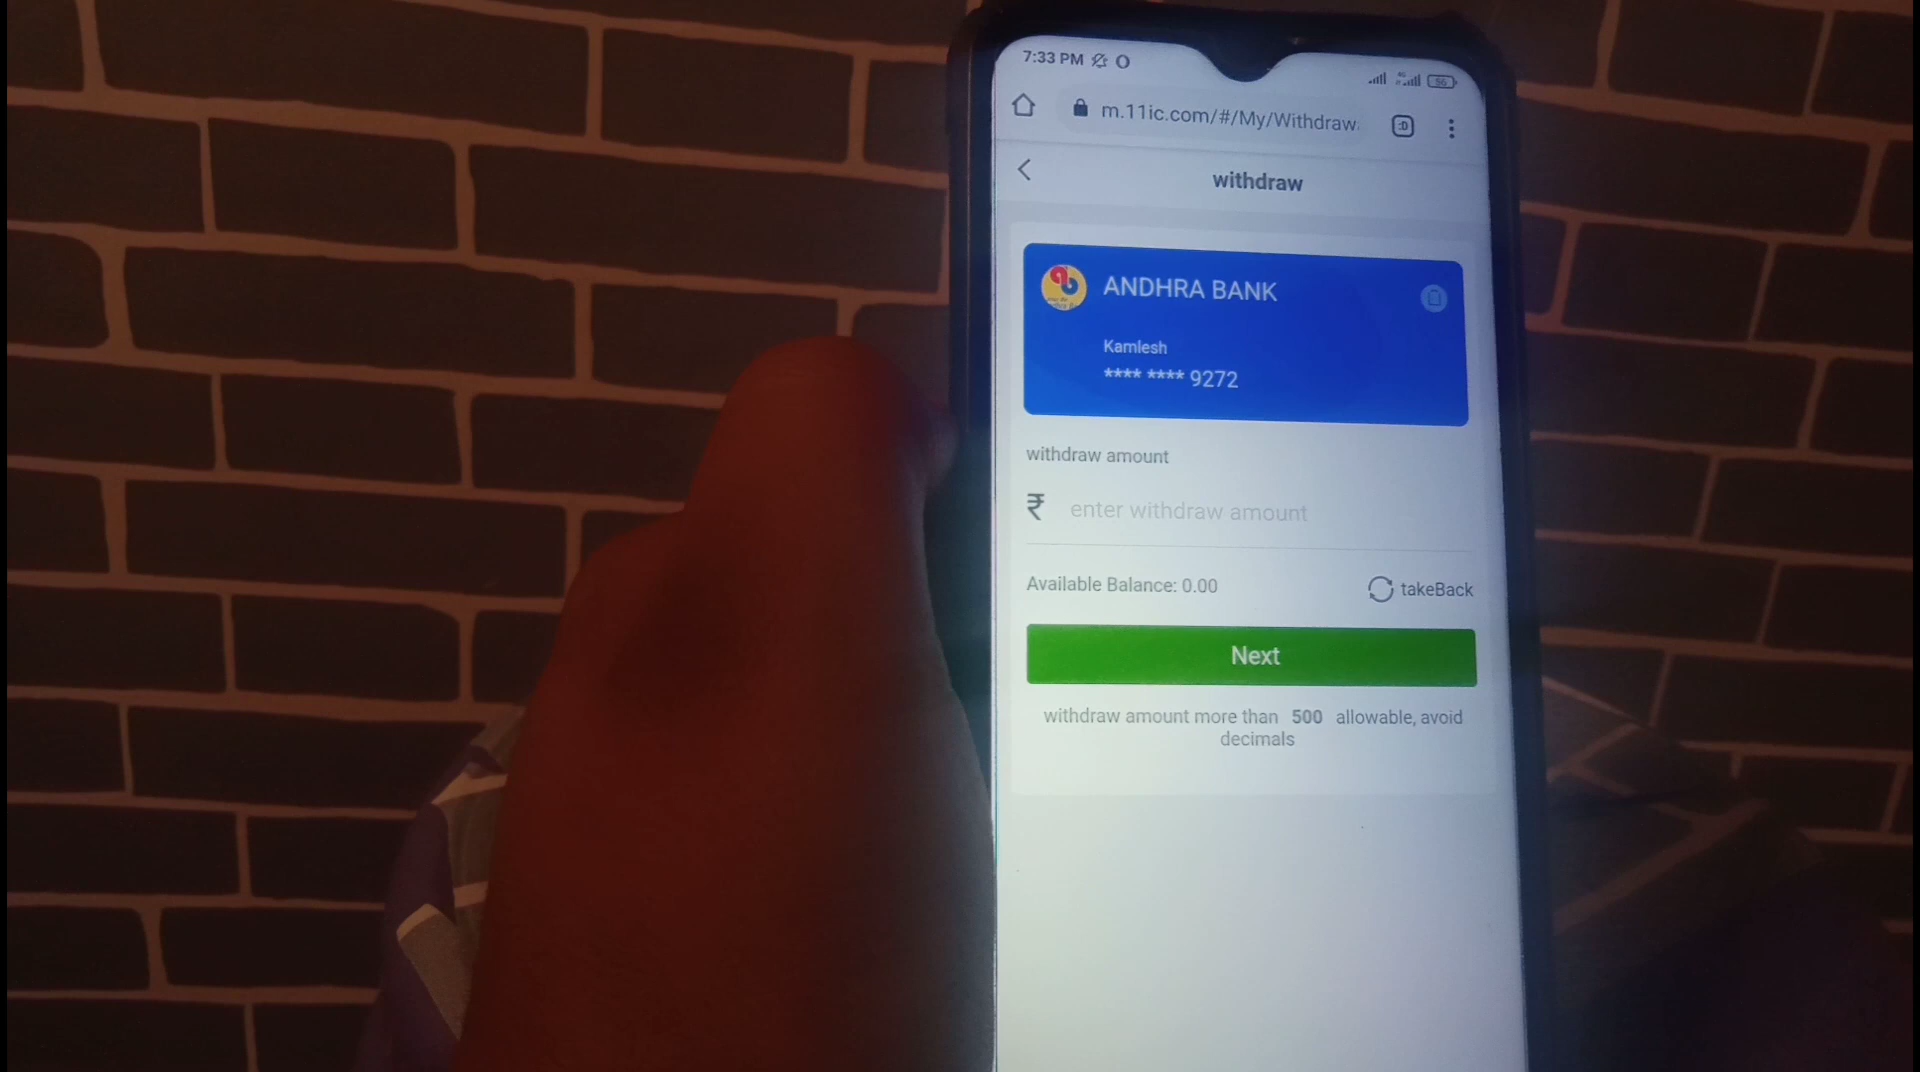 7:33 PM
56
m.11ic.com/#/My/Withdraw
:D
withdraw
ANDHRA BANK
Kamlesh
**** **** 9272
withdraw amount
₹ enter withdraw amount
Available Balance: 0.00 takeBack
Next
withdraw amount more than 500 allowable, avoid
decimals